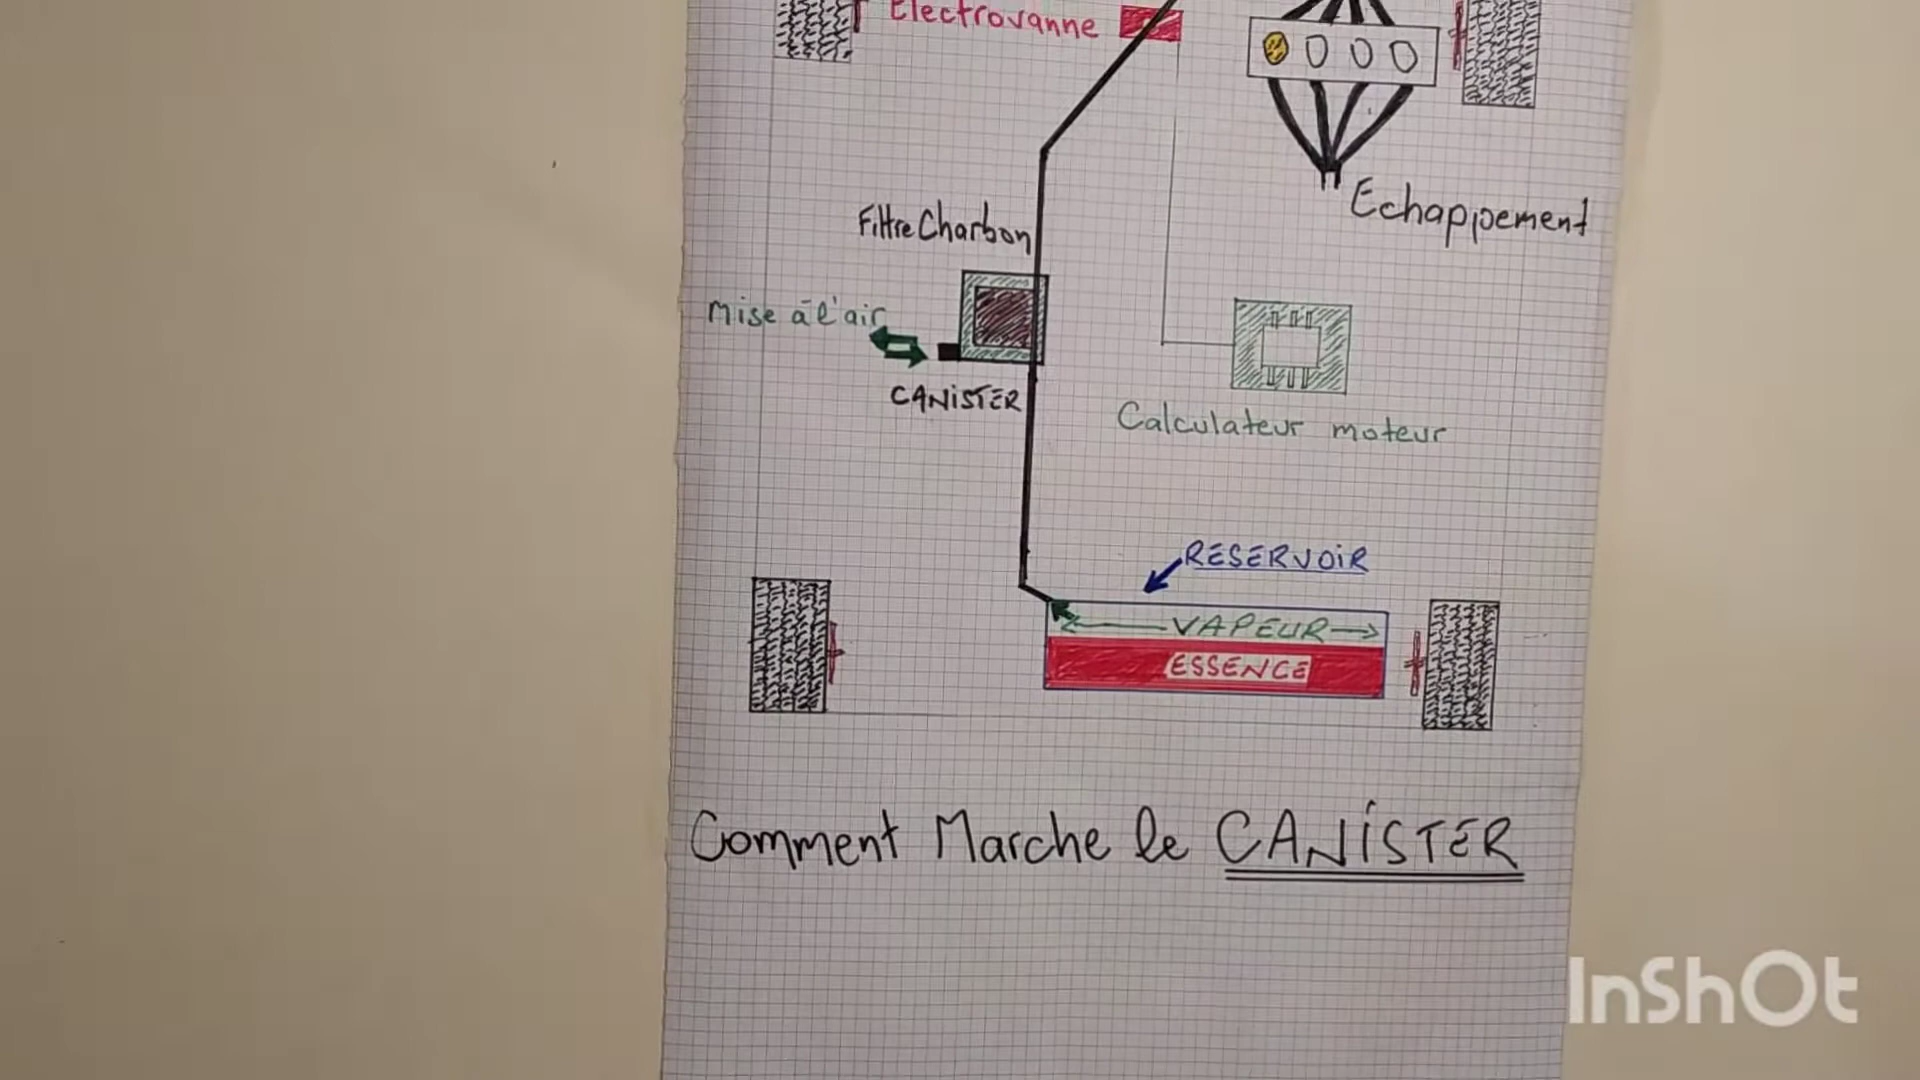 Electrovanne
Echappement
Filtre Charbon
Mise à l'air
CANISTER
Calculateur moteur
RESERVOIR
VAPEUR
ESSENCE
Comment Marche le CANISTER
InShOt